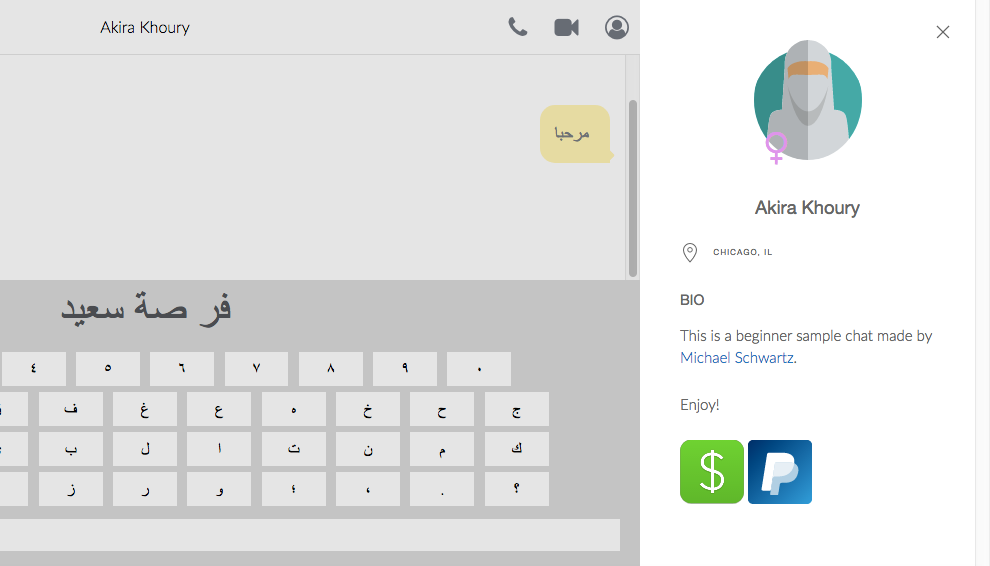 Akira Khoury
مرحبا
فر صة سعيد
٤ ٥ ٦ ٧ ٨ ٩ ٠
ف غ ع ه خ ح ج
ب ل ا ت ن م ك
ز ر و ؛ ، . ؟
Akira Khoury
CHICAGO, IL
BIO
This is a beginner sample chat made by
Michael Schwartz.
Enjoy!